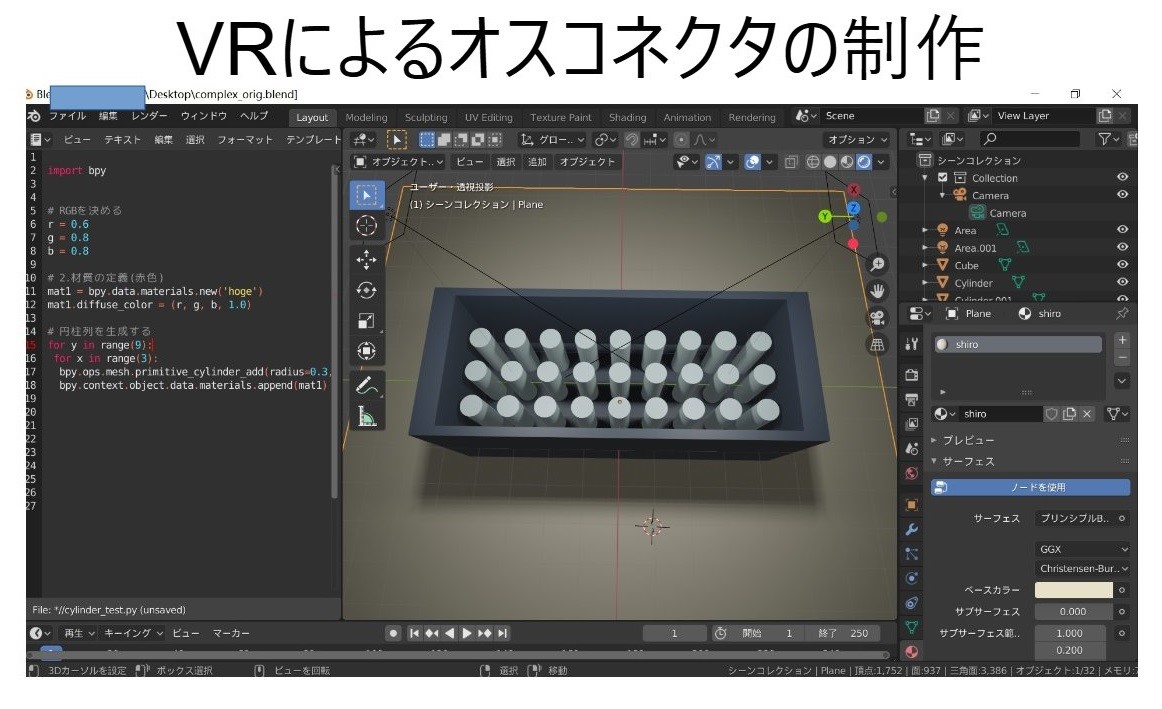 VRによるオスコネクタの制作
Ble \Desktop\complex_orig.blend]
ファイル 編集 レンダー ウィンドウ ヘルプ Layout Modeling Sculpting UV Editing Texture Paint Shading Animation Rendering Scene View Layer
ビュー テキスト 編集 選択 フォーマット テンプレート グロー.. オプション
オブジェクト.. ビュー 選択 追加 オブジェクト
ユーザー・透視投影
(1) シーンコレクション | Plane
X
Y
Z
1
2 import bpy
3
4
5 # RGBを決める
6 r = 0.6
7 g = 0.8
8 b = 0.8
9
10 # 2.材質の定義(赤色)
11 mat1 = bpy.data.materials.new('hoge')
12 mat1.diffuse_color = (r, g, b, 1.0)
13
14 # 円柱列を生成する
15 for y in range(9):
16 for x in range(3):
17 bpy.ops.mesh.primitive_cylinder_add(radius=0.3,
18 bpy.context.object.data.materials.append(mat1)
19
20
21
22
23
24
25
26
27
File: *//cylinder_test.py (unsaved)
シーンコレクション
Collection
Camera
Camera
Area
Area.001
Cube
Cylinder
Cylinder.001
Plane shiro
shiro
shiro
プレビュー
サーフェス
ノードを使用
サーフェス プリンシプルB..
GGX
Christensen-Bur..
ベースカラー
サブサーフェス 0.000
サブサーフェス範.. 1.000
0.200
再生 キーイング ビュー マーカー 1 開始 1 終了 250
3Dカーソルを設定 ボックス選択 ビューを回転 選択 移動 シーンコレクション | Plane | 頂点:1,752 | 面:937 | 三角面:3,386 | オブジェクト:1/32 | メモリ: